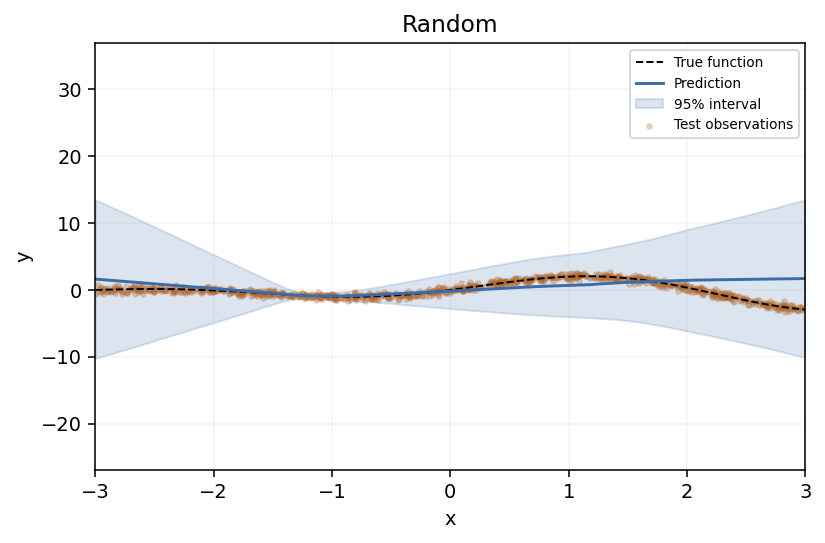 Random
True function
Prediction
95% interval
Test observations
30
20
10
0
−10
−20
y
−3
−2
−1
0
1
2
3
x